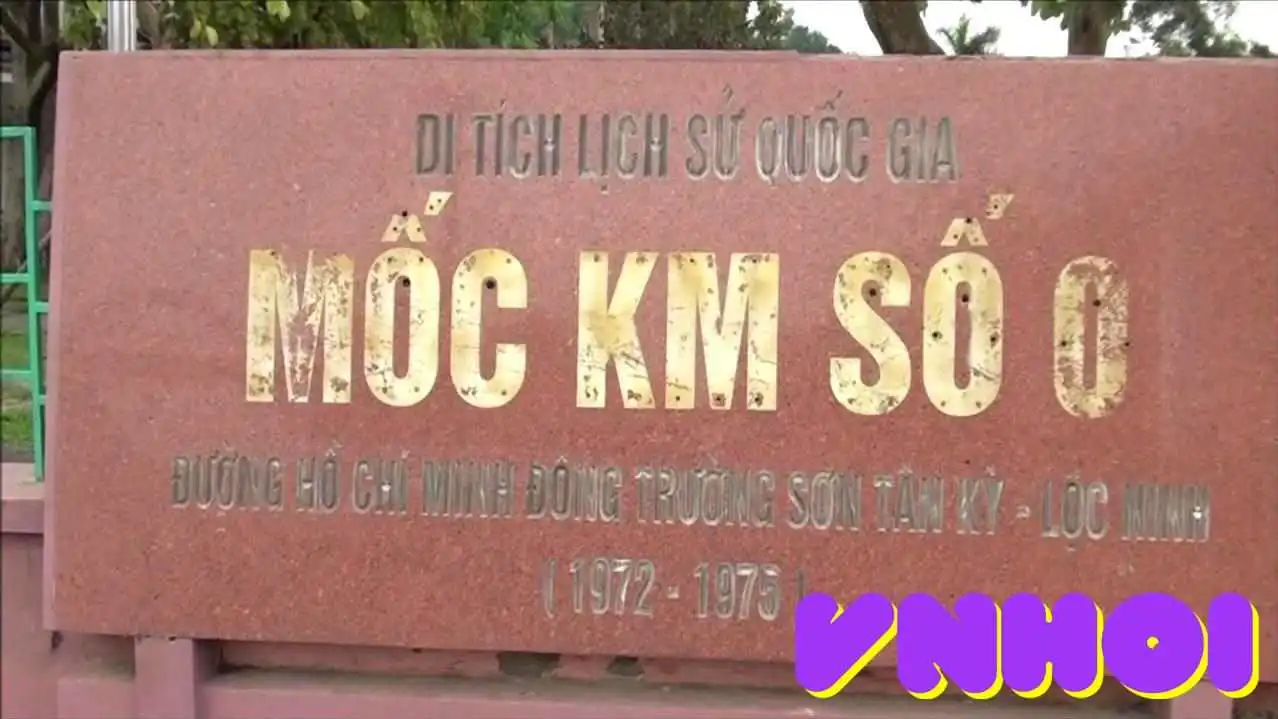 DI TÍCH LỊCH SỬ QUỐC GIA
MỐC KM SỐ 0
ĐƯỜNG HỒ CHÍ MINH ĐÔNG TRƯỜNG SƠN TÂN KỲ - LỘC NINH
( 1972 - 1975 )
VNHOI